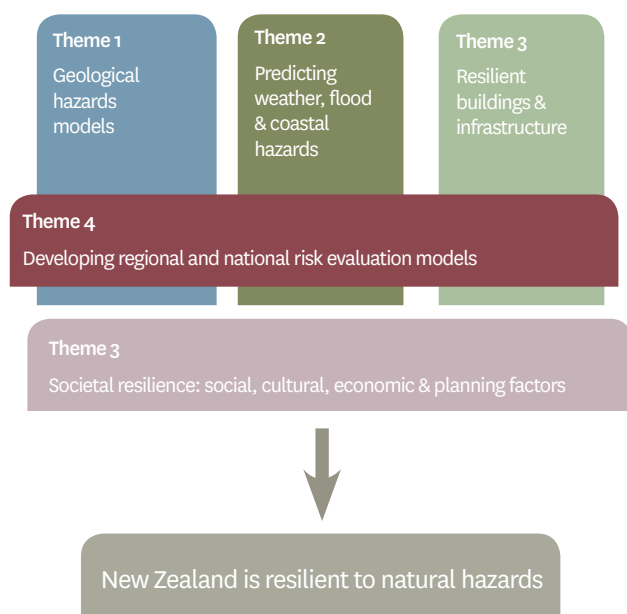 Theme 1
Geological
hazards
models
Theme 2
Predicting
weather, flood
& coastal
hazards
Theme 3
Resilient
buildings &
infrastructure
Theme 4
Developing regional and national risk evaluation models
Theme 3
Societal resilience: social, cultural, economic & planning factors
New Zealand is resilient to natural hazards